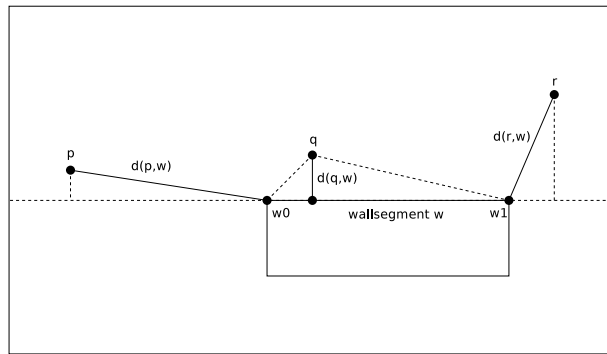 r
d(r,w)
q
p
d(p,w)
d(q,w)
w0
wallsegment w
w1